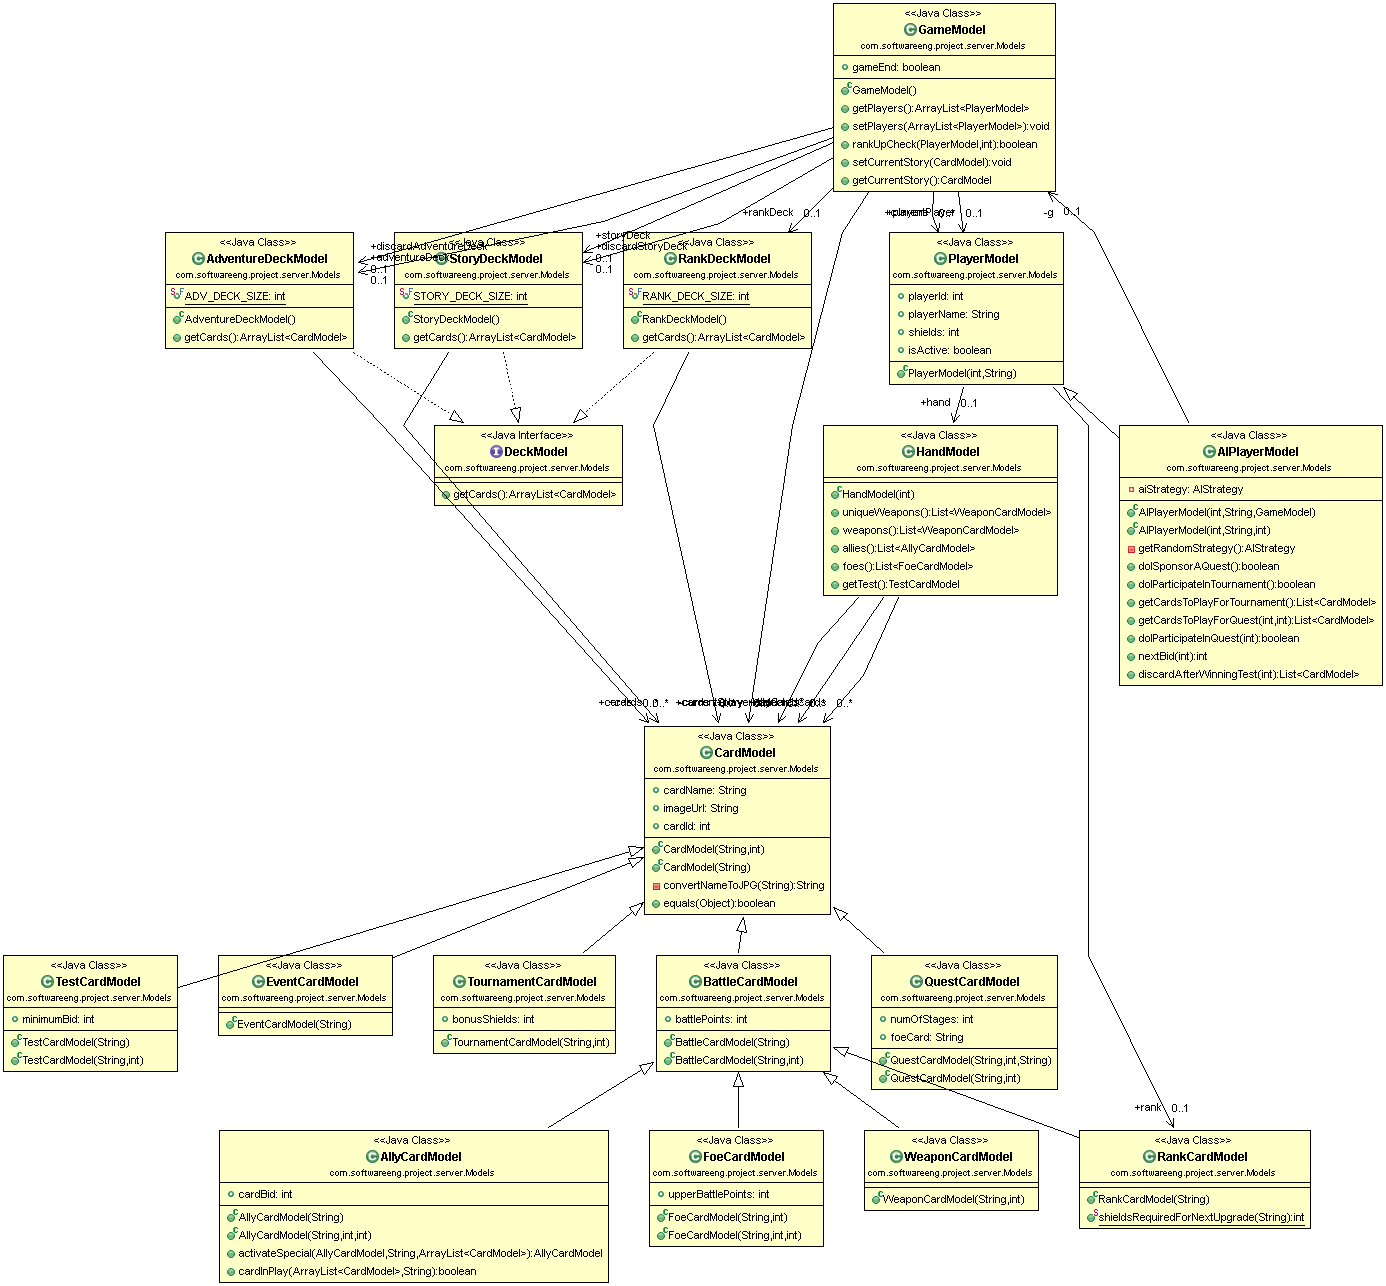 <<Java Class>>
GameModel
com.softwareeng.project.server.Models
gameEnd: boolean
GameModel()
getPlayers():ArrayList<PlayerModel>
setPlayers(ArrayList<PlayerModel>):void
rankUpCheck(PlayerModel,int):boolean
setCurrentStory(CardModel):void
getCurrentStory():CardModel
+rankDeck 0..1
0..* 0..1
-g 0..1
<<Java Class>>
AdventureDeckModel
com.softwareeng.project.server.Models
ADV_DECK_SIZE: int
AdventureDeckModel()
getCards():ArrayList<CardModel>
+discardAdventureDeck
+adventureDeck
0..1
0..1
<<Java Class>>
StoryDeckModel
com.softwareeng.project.server.Models
STORY_DECK_SIZE: int
StoryDeckModel()
getCards():ArrayList<CardModel>
+storyDeck
+discardStoryDeck
0..1
0..1
<<Java Class>>
RankDeckModel
com.softwareeng.project.server.Models
RANK_DECK_SIZE: int
RankDeckModel()
getCards():ArrayList<CardModel>
<<Java Class>>
PlayerModel
com.softwareeng.project.server.Models
playerId: int
playerName: String
shields: int
isActive: boolean
PlayerModel(int,String)
+hand 0..1
<<Java Interface>>
DeckModel
com.softwareeng.project.server.Models
getCards():ArrayList<CardModel>
<<Java Class>>
HandModel
com.softwareeng.project.server.Models
HandModel(int)
uniqueWeapons():List<WeaponCardModel>
weapons():List<WeaponCardModel>
allies():List<AllyCardModel>
foes():List<FoeCardModel>
getTest():TestCardModel
<<Java Class>>
AIPlayerModel
com.softwareeng.project.server.Models
aiStrategy: AIStrategy
AIPlayerModel(int,String,GameModel)
AIPlayerModel(int,String,int)
getRandomStrategy():AIStrategy
doISponsorAQuest():boolean
doIParticipateInTournament():boolean
getCardsToPlayForTournament():List<CardModel>
getCardsToPlayForQuest(int,int):List<CardModel>
doIParticipateInQuest(int):boolean
nextBid(int):int
discardAfterWinningTest(int):List<CardModel>
0..* 0..*
<<Java Class>>
CardModel
com.softwareeng.project.server.Models
cardName: String
imageUrl: String
cardId: int
CardModel(String,int)
CardModel(String)
convertNameToJPG(String):String
equals(Object):boolean
<<Java Class>>
TestCardModel
com.softwareeng.project.server.Models
minimumBid: int
TestCardModel(String)
TestCardModel(String,int)
<<Java Class>>
EventCardModel
com.softwareeng.project.server.Models
EventCardModel(String)
<<Java Class>>
TournamentCardModel
com.softwareeng.project.server.Models
bonusShields: int
TournamentCardModel(String,int)
<<Java Class>>
BattleCardModel
com.softwareeng.project.server.Models
battlePoints: int
BattleCardModel(String)
BattleCardModel(String,int)
<<Java Class>>
QuestCardModel
com.softwareeng.project.server.Models
numOfStages: int
foeCard: String
QuestCardModel(String,int,String)
QuestCardModel(String,int)
+rank 0..1
<<Java Class>>
AllyCardModel
com.softwareeng.project.server.Models
cardBid: int
AllyCardModel(String)
AllyCardModel(String,int,int)
activateSpecial(AllyCardModel,String,ArrayList<CardModel>):AllyCardModel
cardInPlay(ArrayList<CardModel>,String):boolean
<<Java Class>>
FoeCardModel
com.softwareeng.project.server.Models
upperBattlePoints: int
FoeCardModel(String,int)
FoeCardModel(String,int,int)
<<Java Class>>
WeaponCardModel
com.softwareeng.project.server.Models
WeaponCardModel(String,int)
<<Java Class>>
RankCardModel
com.softwareeng.project.server.Models
RankCardModel(String)
shieldsRequiredForNextUpgrade(String):int